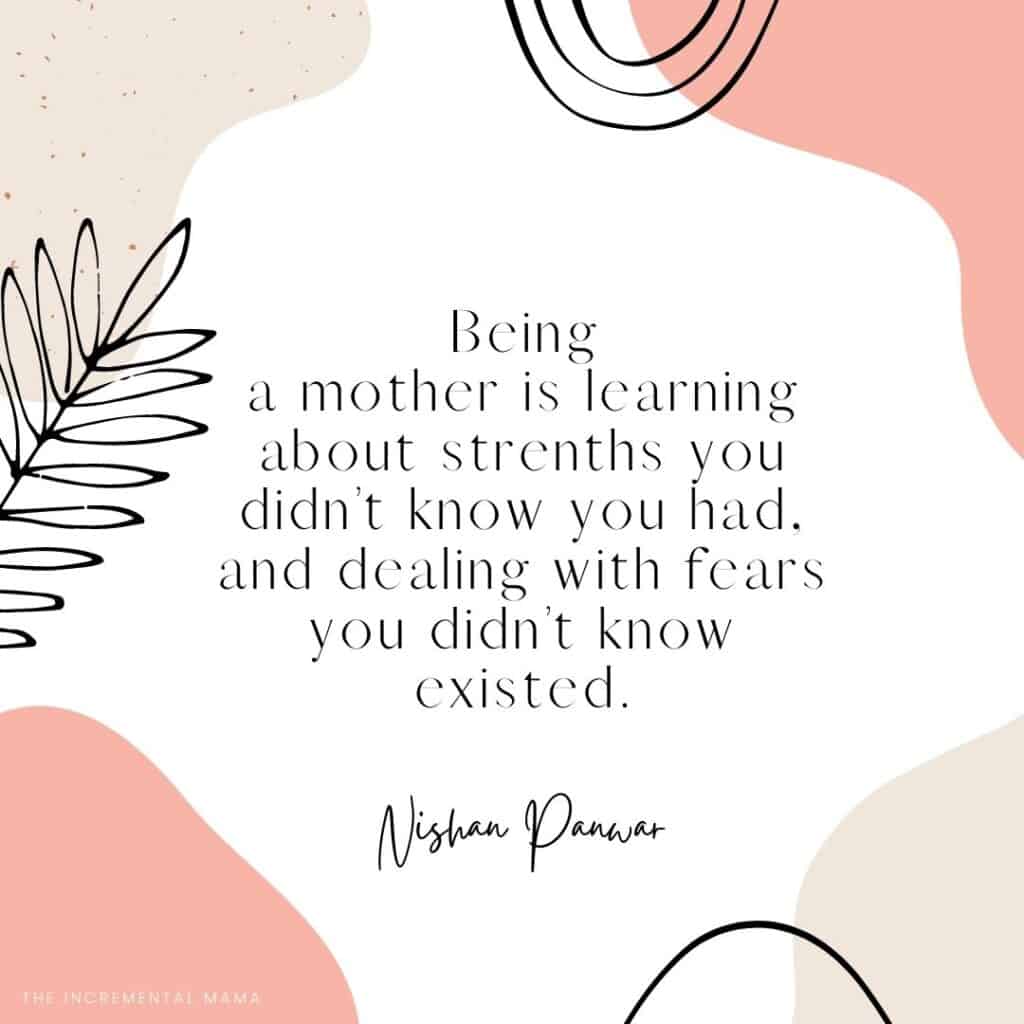 Being
a mother is learning
about strenths you
didn't know you had,
and dealing with fears
you didn't know
existed.
Nishan Panwar
THE INCREMENTAL MAMA